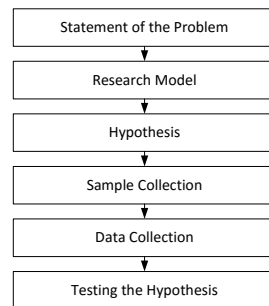 Statement of the Problem
Research Model
Hypothesis
Sample Collection
Data Collection
Testing the Hypothesis